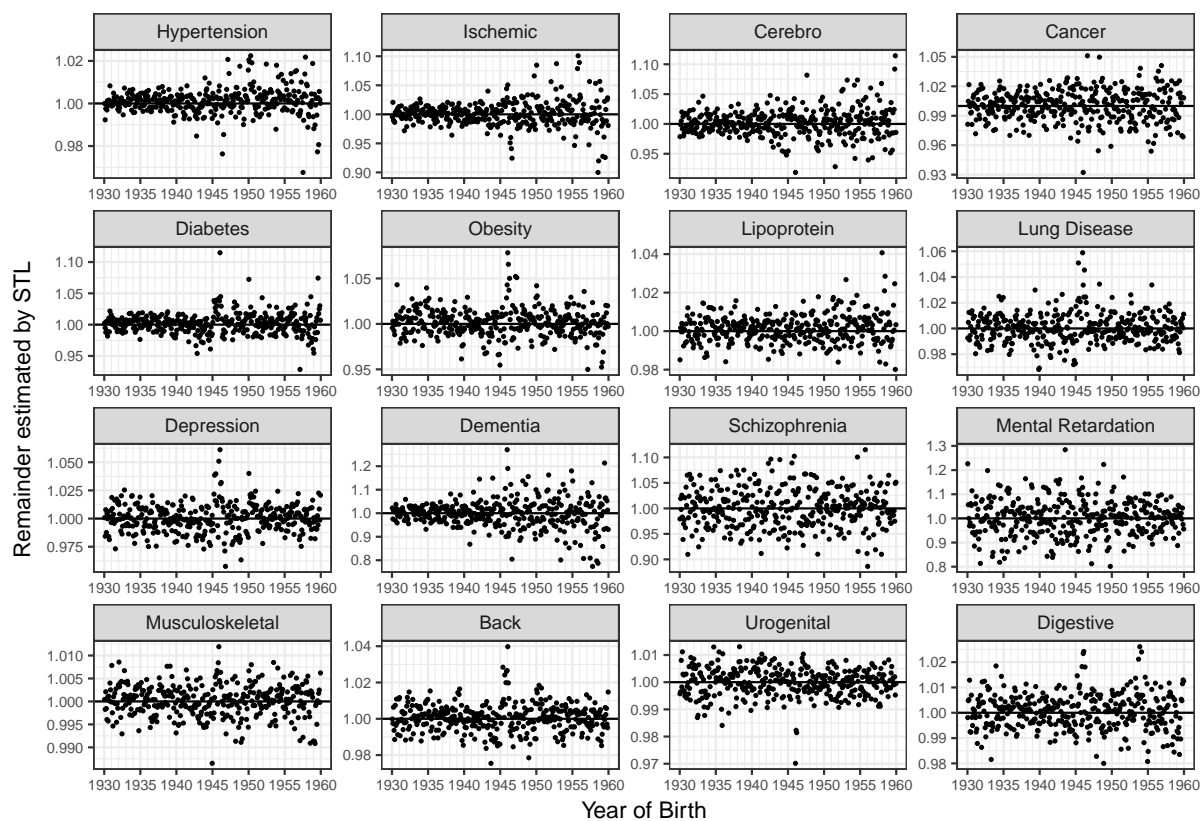 Hypertension Ischemic Cerebro Cancer
1.02 1.00 0.98
1.10 1.05 1.00 0.95 0.90
1.10 1.05 1.00 0.95
1.05 1.02 0.99 0.96 0.93
1930 1935 1940 1945 1950 1955 1960 1930 1935 1940 1945 1950 1955 1960 1930 1935 1940 1945 1950 1955 1960 1930 1935 1940 1945 1950 1955 1960
Diabetes Obesity Lipoprotein Lung Disease
1.10 1.05 1.00 0.95
1.05 1.00 0.95
1.04 1.02 1.00 0.98
1.06 1.04 1.02 1.00 0.98
1930 1935 1940 1945 1950 1955 1960 1930 1935 1940 1945 1950 1955 1960 1930 1935 1940 1945 1950 1955 1960 1930 1935 1940 1945 1950 1955 1960
Remainder estimated by STL
Depression Dementia Schizophrenia Mental Retardation
1.050 1.025 1.000 0.975
1.2 1.1 1.0 0.9 0.8
1.10 1.05 1.00 0.95 0.90
1.3 1.2 1.1 1.0 0.9 0.8
1930 1935 1940 1945 1950 1955 1960 1930 1935 1940 1945 1950 1955 1960 1930 1935 1940 1945 1950 1955 1960 1930 1935 1940 1945 1950 1955 1960
Musculoskeletal Back Urogenital Digestive
1.010 1.005 1.000 0.995 0.990
1.04 1.02 1.00 0.98
1.01 1.00 0.99 0.98 0.97
1.02 1.01 1.00 0.99 0.98
1930 1935 1940 1945 1950 1955 1960 1930 1935 1940 1945 1950 1955 1960 1930 1935 1940 1945 1950 1955 1960 1930 1935 1940 1945 1950 1955 1960
Year of Birth